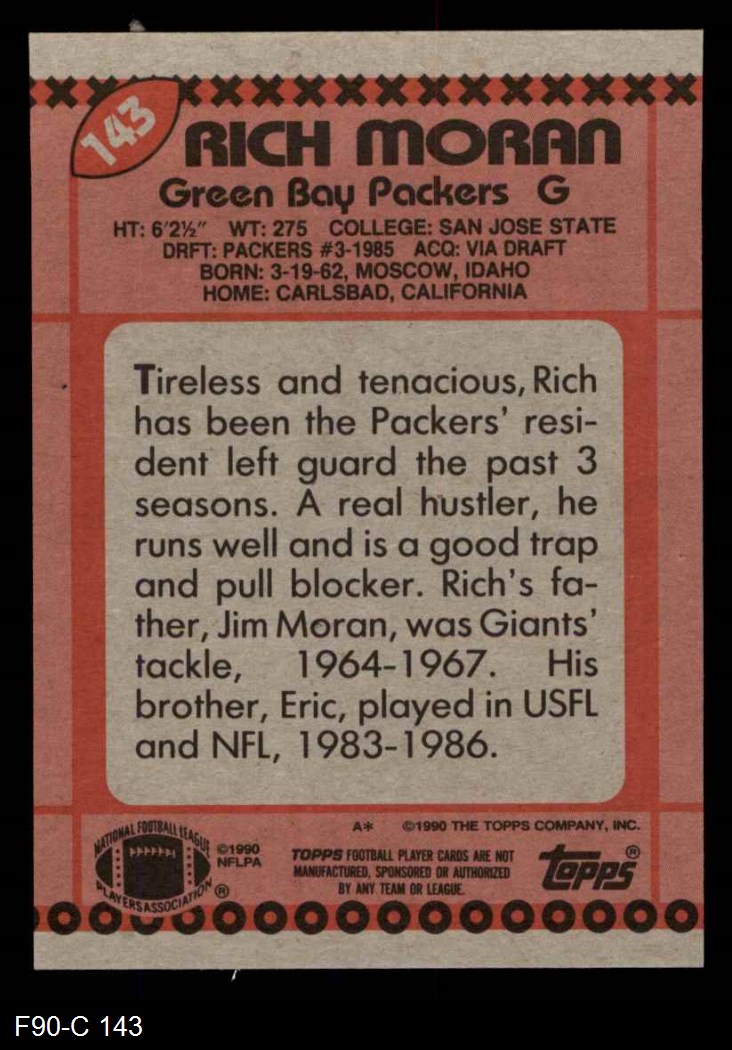 143
RICH MORAN
Green Bay Packers G
HT: 6'2½" WT: 275 COLLEGE: SAN JOSE STATE
DRFT: PACKERS #3-1985 ACQ: VIA DRAFT
BORN: 3-19-62, MOSCOW, IDAHO
HOME: CARLSBAD, CALIFORNIA
Tireless and tenacious, Rich
has been the Packers' resi-
dent left guard the past 3
seasons. A real hustler, he
runs well and is a good trap
and pull blocker. Rich's fa-
ther, Jim Moran, was Giants'
tackle, 1964-1967. His
brother, Eric, played in USFL
and NFL, 1983-1986.
A* ©1990 THE TOPPS COMPANY, INC.
NATIONAL FOOTBALL LEAGUE
PLAYERS ASSOCIATION ®
©1990
NFLPA
TOPPS FOOTBALL PLAYER CARDS ARE NOT
MANUFACTURED, SPONSORED OR AUTHORIZED
BY ANY TEAM OR LEAGUE.
topps®
F90-C 143